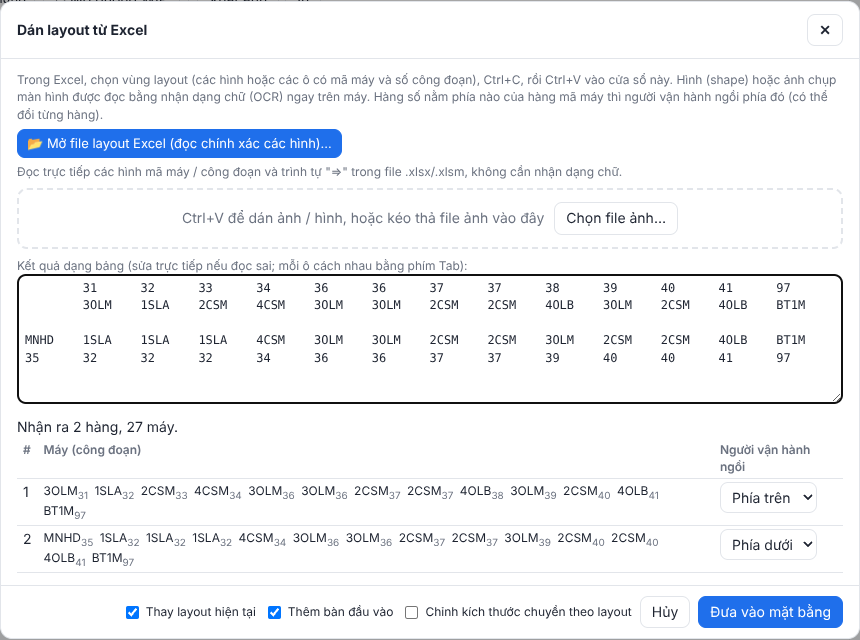 Dán layout từ Excel
×
Trong Excel, chọn vùng layout (các hình hoặc các ô có mã máy và số công đoạn), Ctrl+C, rồi Ctrl+V vào cửa sổ này. Hình (shape) hoặc ảnh chụp
màn hình được đọc bằng nhận dạng chữ (OCR) ngay trên máy. Hàng số nằm phía nào của hàng mã máy thì người vận hành ngồi phía đó (có thể
đổi từng hàng).
📂 Mở file layout Excel (đọc chính xác các hình)...
Đọc trực tiếp các hình mã máy / công đoạn và trình tự "⇒" trong file .xlsx/.xlsm, không cần nhận dạng chữ.
Ctrl+V để dán ảnh / hình, hoặc kéo thả file ảnh vào đây Chọn file ảnh...
Kết quả dạng bảng (sửa trực tiếp nếu đọc sai; mỗi ô cách nhau bằng phím Tab):
31 32 33 34 36 36 37 37 38 39 40 41 97
3OLM 1SLA 2CSM 4CSM 3OLM 3OLM 2CSM 2CSM 4OLB 3OLM 2CSM 4OLB BT1M
MNHD 1SLA 1SLA 1SLA 4CSM 3OLM 3OLM 2CSM 2CSM 3OLM 2CSM 2CSM 4OLB BT1M
35 32 32 32 34 36 36 37 37 39 40 40 41 97
Nhận ra 2 hàng, 27 máy.
# Máy (công đoạn) Người vận hành
ngồi
1 3OLM31 1SLA32 2CSM33 4CSM34 3OLM36 3OLM36 2CSM37 2CSM37 4OLB38 3OLM39 2CSM40 4OLB41 Phía trên
BT1M97
2 MNHD35 1SLA32 1SLA32 1SLA32 4CSM34 3OLM36 3OLM36 2CSM37 2CSM37 3OLM39 2CSM40 2CSM40 Phía dưới
4OLB41 BT1M97
Thay layout hiện tại Thêm bàn đầu vào Chỉnh kích thước chuyền theo layout Hủy Đưa vào mặt bằng